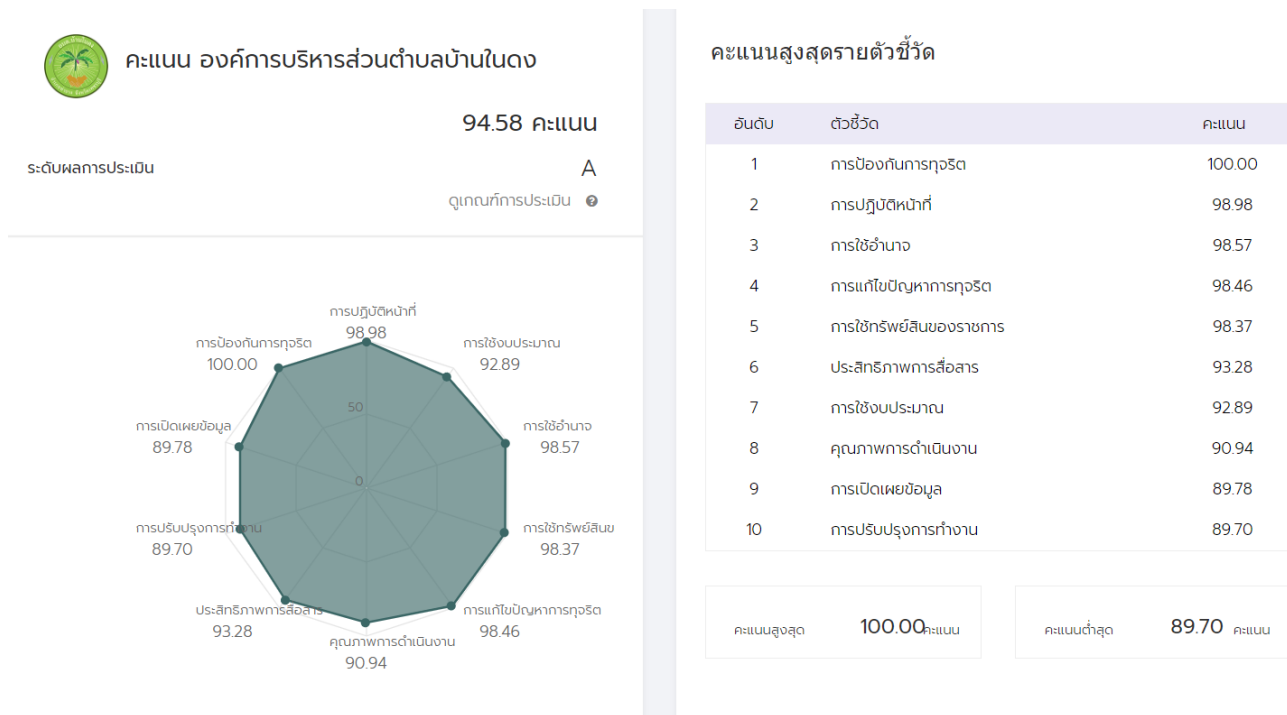 คะแนน องค์การบริหารส่วนตำบลบ้านในดง
94.58 คะแนน
ระดับผลการประเมิน A
ดูเกณฑ์การประเมิน
การปฏิบัติหน้าที่
98.98
การป้องกันการทุจริต
100.00
การใช้งบประมาณ
92.89
50
การเปิดเผยข้อมูล
89.78
การใช้อำนาจ
98.57
0
การปรับปรุงการทำงาน
89.70
การใช้ทรัพย์สินข
98.37
ประสิทธิภาพการสื่อสาร
93.28
การแก้ไขปัญหาการทุจริต
98.46
คุณภาพการดำเนินงาน
90.94
คะแนนสูงสุดรายตัวชี้วัด
อันดับ ตัวชี้วัด คะแนน
1 การป้องกันการทุจริต 100.00
2 การปฏิบัติหน้าที่ 98.98
3 การใช้อำนาจ 98.57
4 การแก้ไขปัญหาการทุจริต 98.46
5 การใช้ทรัพย์สินของราชการ 98.37
6 ประสิทธิภาพการสื่อสาร 93.28
7 การใช้งบประมาณ 92.89
8 คุณภาพการดำเนินงาน 90.94
9 การเปิดเผยข้อมูล 89.78
10 การปรับปรุงการทำงาน 89.70
คะแนนสูงสุด 100.00 คะแนน
คะแนนต่ำสุด 89.70 คะแนน